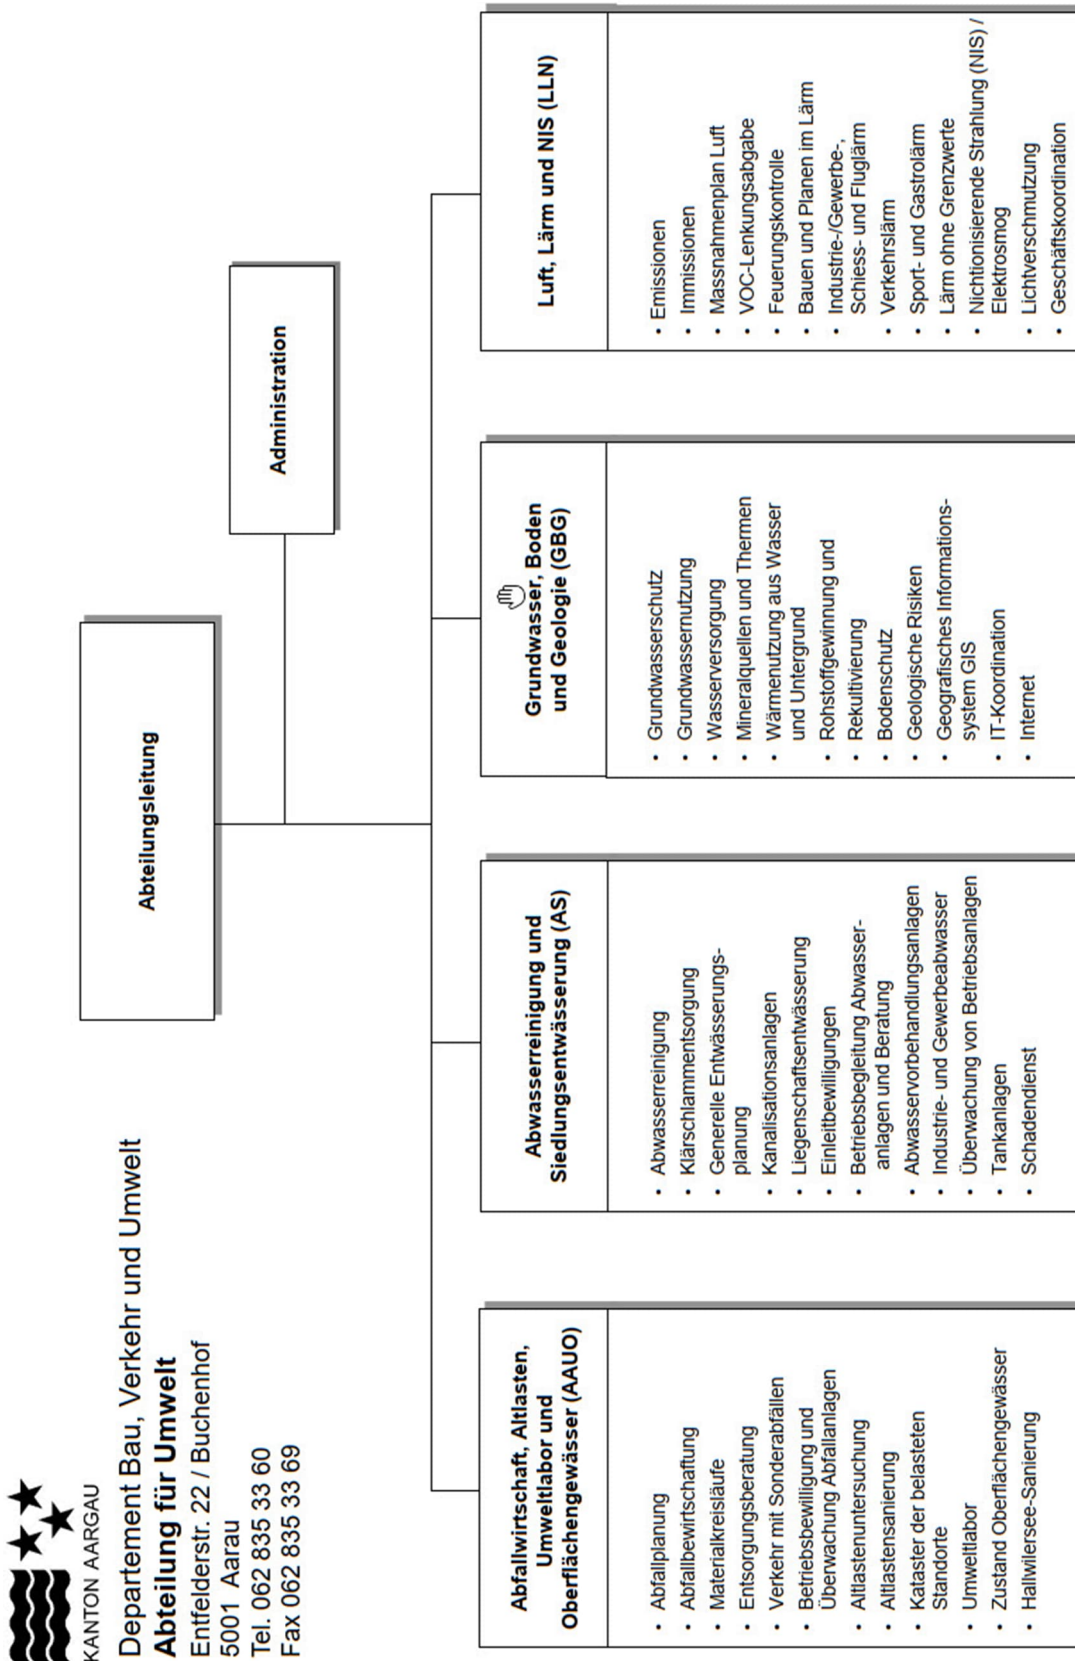 KANTON AARGAU
Departement Bau, Verkehr und Umwelt
Abteilung für Umwelt
Entfelderstr. 22 / Buchenhof
5001 Aarau
Tel. 062 835 33 60
Fax 062 835 33 69
Abteilungsleitung
Administration
Abfallwirtschaft, Altlasten,
Umweltlabor und
Oberflächengewässer (AAUO)
• Abfallplanung
• Abfallbewirtschaftung
• Materialkreisläufe
• Entsorgungsberatung
• Verkehr mit Sonderabfällen
• Betriebsbewilligung und
Überwachung Abfallanlagen
• Altlastenuntersuchung
• Altlastensanierung
• Kataster der belasteten
Standorte
• Umweltlabor
• Zustand Oberflächengewässer
• Hallwilersee-Sanierung
Abwasserreinigung und
Siedlungsentwässerung (AS)
• Abwasserreinigung
• Klärschlammentsorgung
• Generelle Entwässerungs-
planung
• Kanalisationsanlagen
• Liegenschaftsentwässerung
• Einleitbewilligungen
• Betriebsbegleitung Abwasser-
anlagen und Beratung
• Abwasservorbehandlungsanlagen
• Industrie- und Gewerbeabwasser
• Überwachung von Betriebsanlagen
• Tankanlagen
• Schadendienst
Grundwasser, Boden
und Geologie (GBG)
• Grundwasserschutz
• Grundwassernutzung
• Wasserversorgung
• Mineralquellen und Thermen
• Wärmenutzung aus Wasser
und Untergrund
• Rohstoffgewinnung und
• Rekultivierung
• Bodenschutz
• Geologische Risiken
• Geografisches Informations-
system GIS
• IT-Koordination
• Internet
Luft, Lärm und NIS (LLN)
• Emissionen
• Immissionen
• Massnahmenplan Luft
• VOC-Lenkungsabgabe
• Feuerungskontrolle
• Bauen und Planen im Lärm
• Industrie-/Gewerbe-,
Schiess- und Fluglärm
• Verkehrslärm
• Sport- und Gastrolärm
• Lärm ohne Grenzwerte
• Nichtionisierende Strahlung (NIS) /
Elektrosmog
• Lichtverschmutzung
• Geschäftskoordination